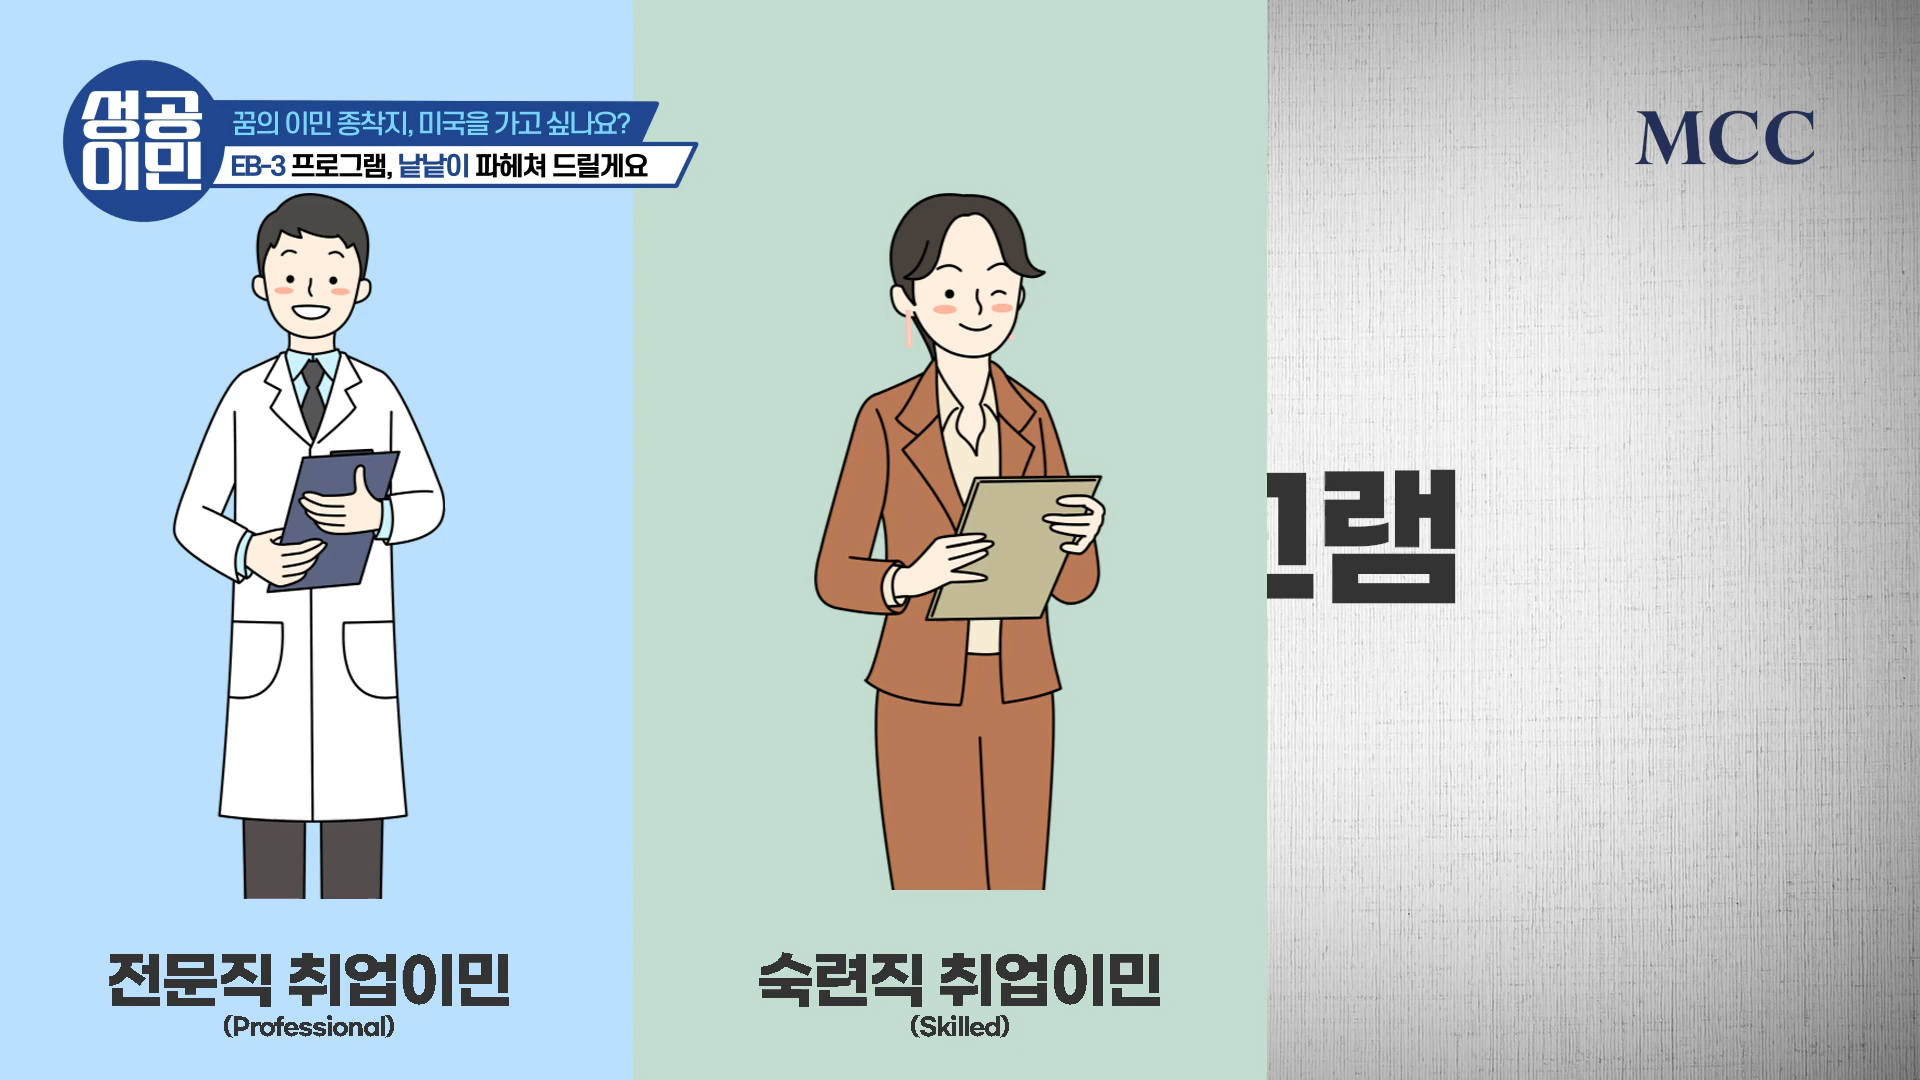 성공
이민
꿈의 이민 종착지, 미국을 가고 싶나요?
EB-3 프로그램, 낱낱이 파헤쳐 드릴게요
MCC
그램
전문직 취업이민
(Professional)
숙련직 취업이민
(Skilled)